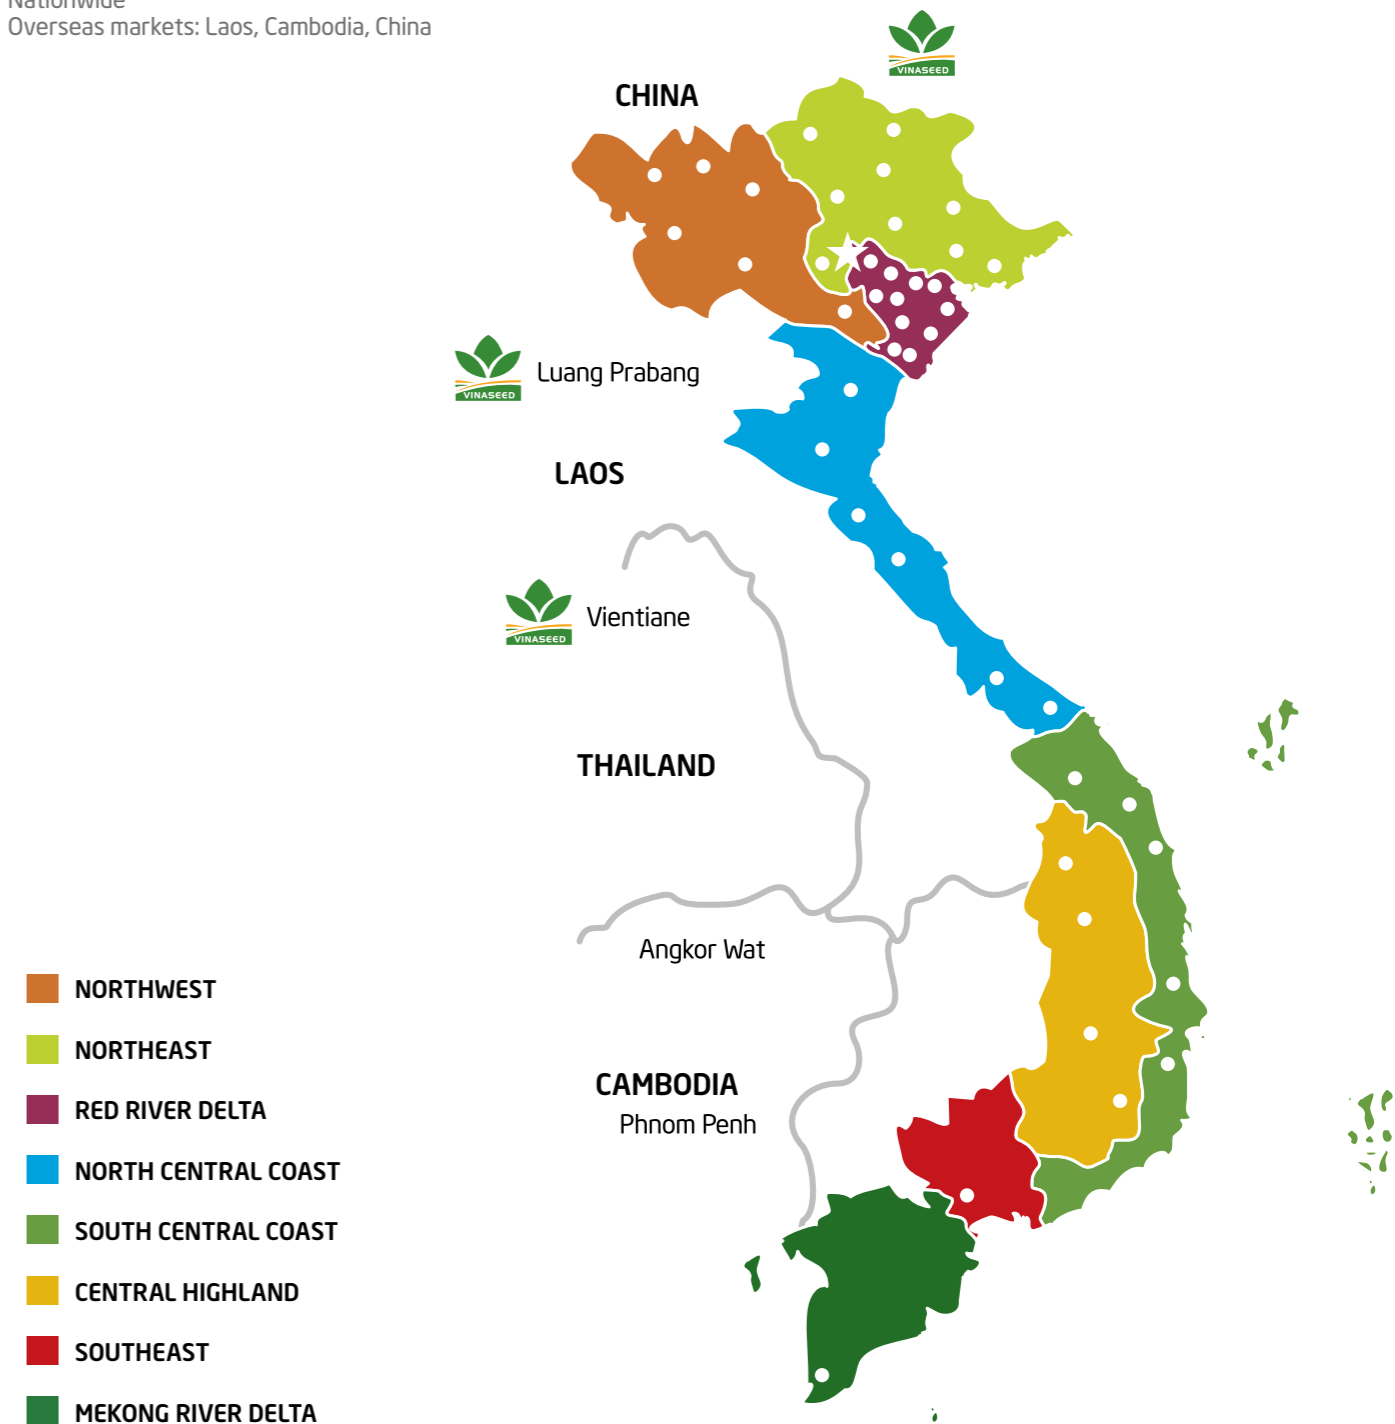 Nationwide
Overseas markets: Laos, Cambodia, China
VINASEED
CHINA
VINASEED
Luang Prabang
LAOS
VINASEED
Vientiane
THAILAND
Angkor Wat
CAMBODIA
Phnom Penh
NORTHWEST
NORTHEAST
RED RIVER DELTA
NORTH CENTRAL COAST
SOUTH CENTRAL COAST
CENTRAL HIGHLAND
SOUTHEAST
MEKONG RIVER DELTA